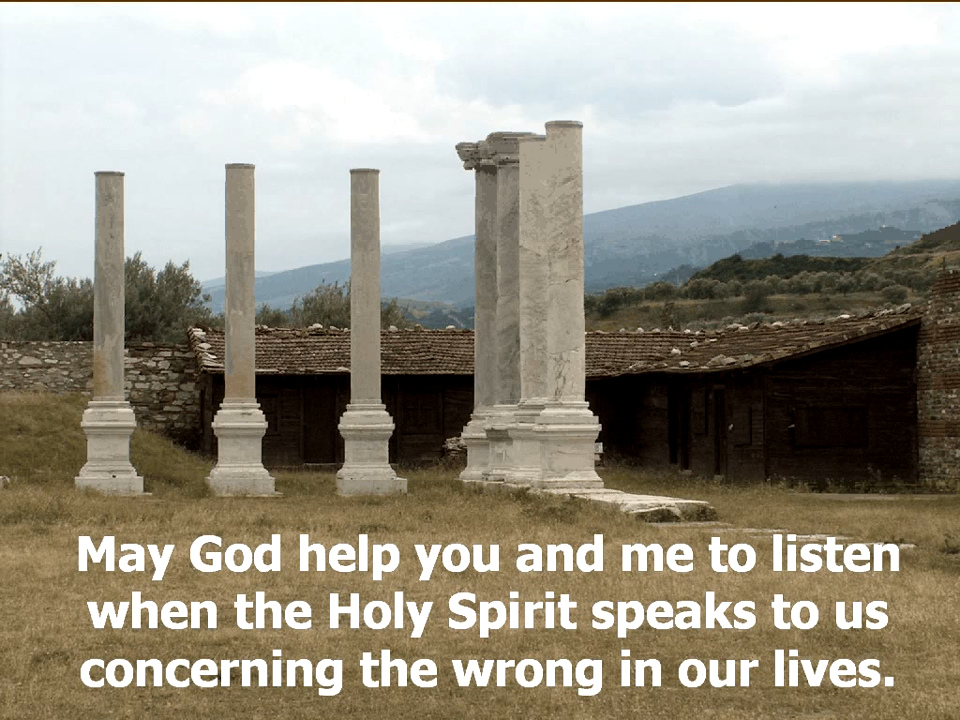 May God help you and me to listen
when the Holy Spirit speaks to us
concerning the wrong in our lives.